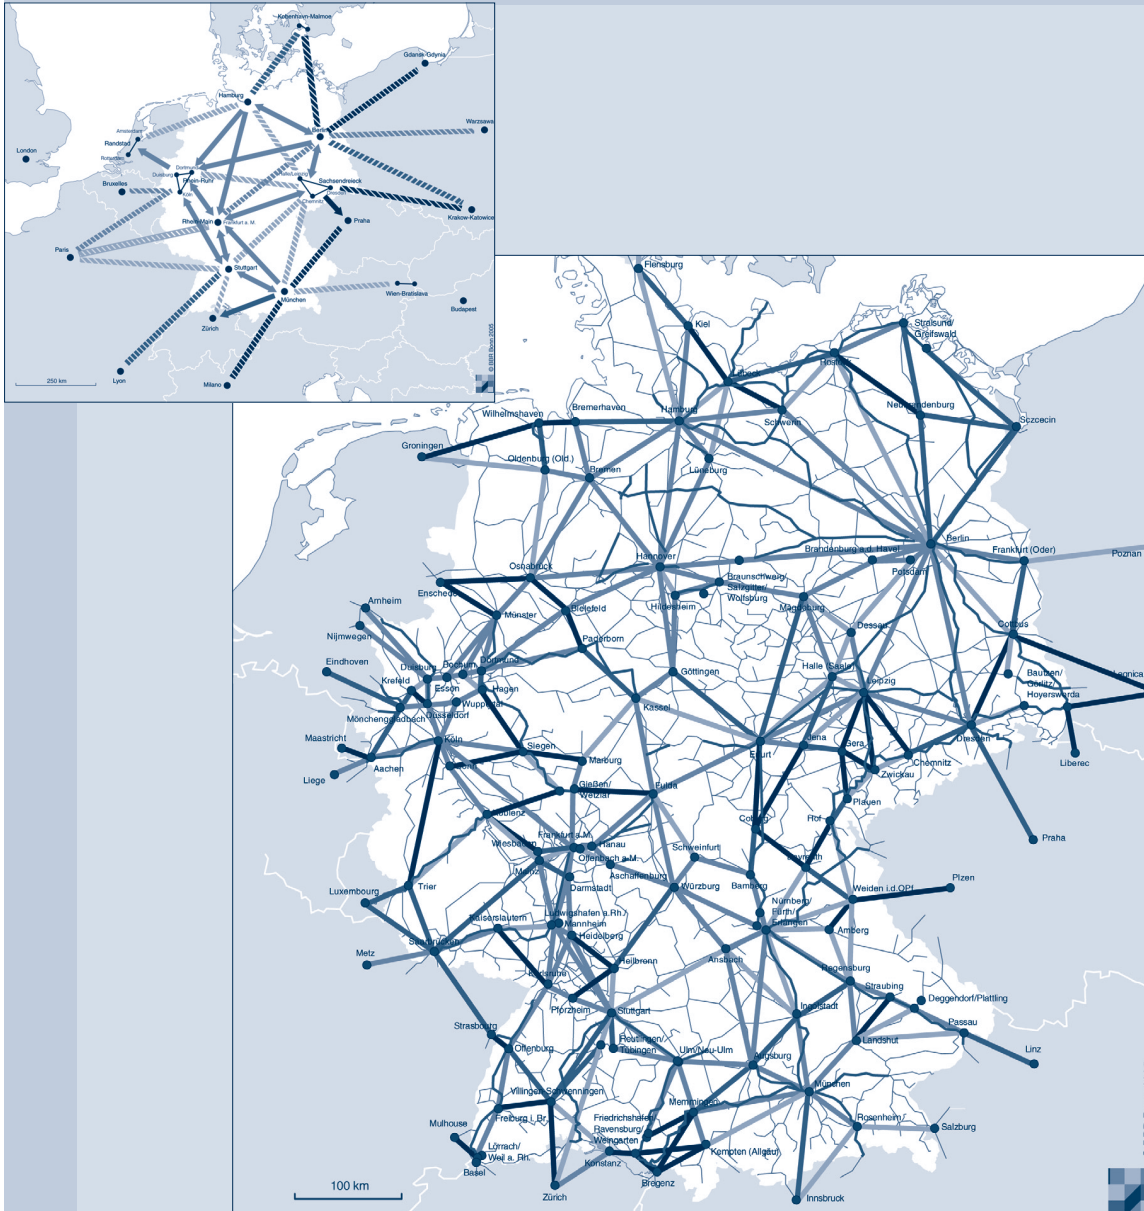 Kobenhavn-Malmoe
Gdansk-Gdynia
Hamburg
Warzsawa
Amsterdam
Berlin
Randstad
London
Rotterdam
Dortmund
Duisburg
Rhein-Ruhr
Halle/Leipzig
Sachsendreieck
Dresden
Bruxelles
Köln
Chemnitz
Krakow-Katowice
Rhein-Main
Frankfurt a. M.
Praha
Paris
Stuttgart
Wien-Bratislava
München
Budapest
Zürich
© BBR Bonn 2005
250 km
Lyon
Milano
Flensburg
Kiel
Stralsund/
Greifswald
Rostock
Lübeck
Wilhelmshaven
Bremerhaven
Hamburg
Schwerin
Neubrandenburg
Sczcecin
Groningen
Oldenburg (Old.)
Bremen
Lüneburg
Berlin
Hannover
Brandenburg a.d. Havel
Frankfurt (Oder)
Poznan
Osnabrück
Potsdam
Enschede
Braunschweig/
Salzgitter/
Wolfsburg
Hildesheim
Magdeburg
Arnheim
Münster
Bielefeld
Nijmwegen
Dessau
Cottbus
Paderborn
Eindhoven
Duisburg
Bochum
Dortmund
Göttingen
Halle (Saale)
Leipzig
Bautzen/
Görlitz/
Hoyerswerda
Legnica
Krefeld
Essen
Hagen
Wuppertal
Kassel
Mönchengladbach
Düsseldorf
Maastricht
Köln
Siegen
Erfurt
Jena
Gera
Dresden
Aachen
Bonn
Marburg
Zwickau
Chemnitz
Liberec
Liege
Gießen/
Wetzlar
Fulda
Plauen
Koblenz
Coburg
Hof
Wiesbaden
Frankfurt a.M.
Hanau
Schweinfurt
Praha
Mainz
Offenbach a.M.
Bayreuth
Aschaffenburg
Trier
Darmstadt
Würzburg
Bamberg
Weiden i.d.OPf.
Plzen
Luxembourg
Nürnberg/
Fürth/
Erlangen
Kaiserslautern
Ludwigshafen a.Rh./
Mannheim
Heidelberg
Amberg
Saarbrücken
Metz
Heilbronn
Ansbach
Regensburg
Karlsruhe
Straubing
Deggendorf/Plattling
Pforzheim
Stuttgart
Ingolstadt
Passau
Strasbourg
Landshut
Offenburg
Reutlingen/
Tübingen
Ulm/Neu-Ulm
Augsburg
Linz
Villingen-Schwenningen
München
Memmingen
Freiburg i. Br.
Friedrichshafen/
Ravensburg/
Weingarten
Rosenheim
Salzburg
Mulhouse
Lörrach/
Weil a. Rh.
Kempten (Allgäu)
Basel
Konstanz
Bregenz
100 km
Zürich
Innsbruck